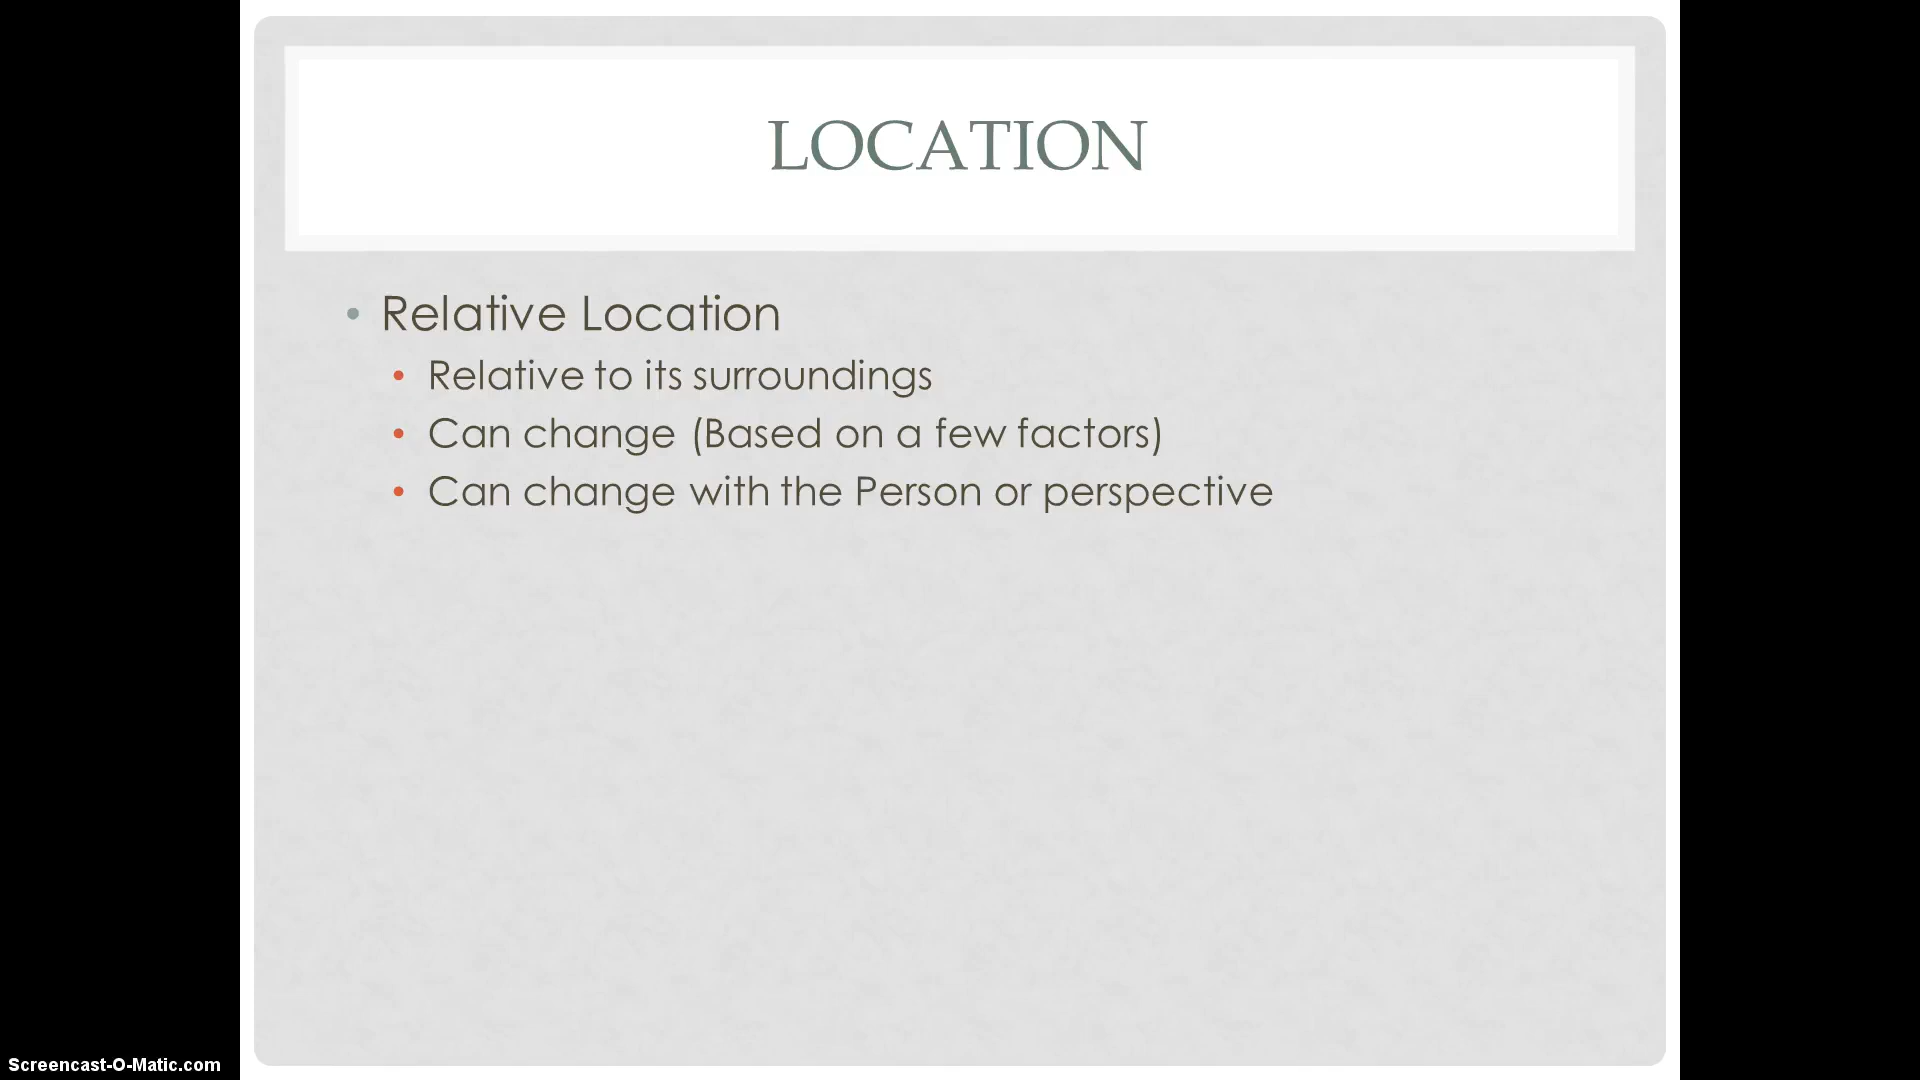 LOCATION
• Relative Location
• Relative to its surroundings
• Can change (Based on a few factors)
• Can change with the Person or perspective
Screencast-O-Matic.com